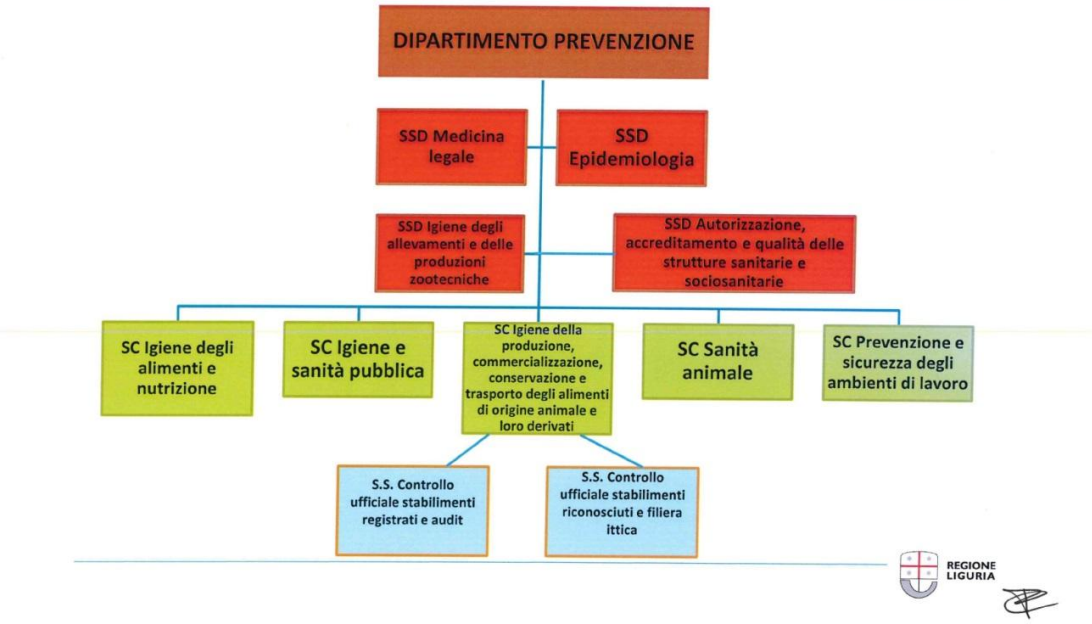 DIPARTIMENTO PREVENZIONE
SSD Medicina
legale
SSD
Epidemiologia
SSD Igiene degli
allevamenti e delle
produzioni
zootecniche
SSD Autorizzazione,
accreditamento e qualità delle
strutture sanitarie e
sociosanitarie
SC Igiene degli
alimenti e
nutrizione
SC Igiene e
sanità pubblica
SC Igiene della
produzione,
commercializzazione,
conservazione e
trasporto degli alimenti
di origine animale e
loro derivati
SC Sanità
animale
SC Prevenzione e
sicurezza degli
ambienti di lavoro
S.S. Controllo
ufficiale stabilimenti
registrati e audit
S.S. Controllo
ufficiale stabilimenti
riconosciuti e filiera
ittica
REGIONE
LIGURIA